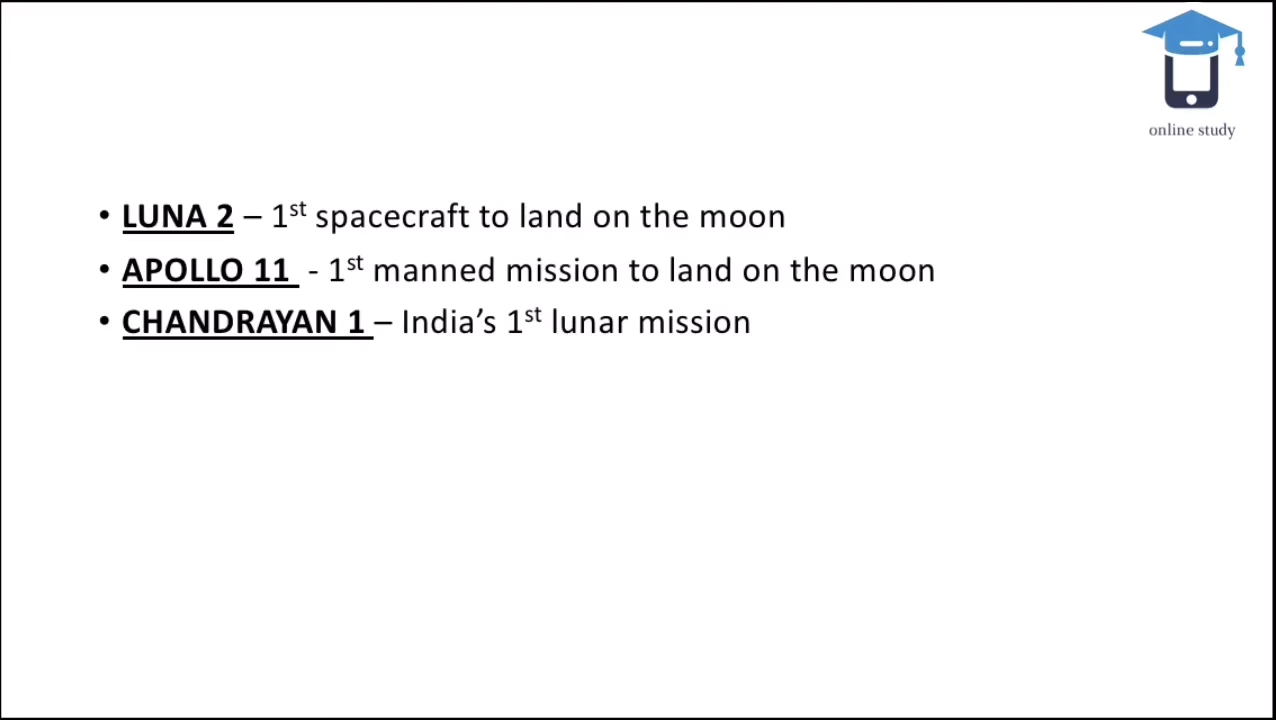 online study
• LUNA 2 – 1st spacecraft to land on the moon
• APOLLO 11 - 1st manned mission to land on the moon
• CHANDRAYAN 1 – India’s 1st lunar mission